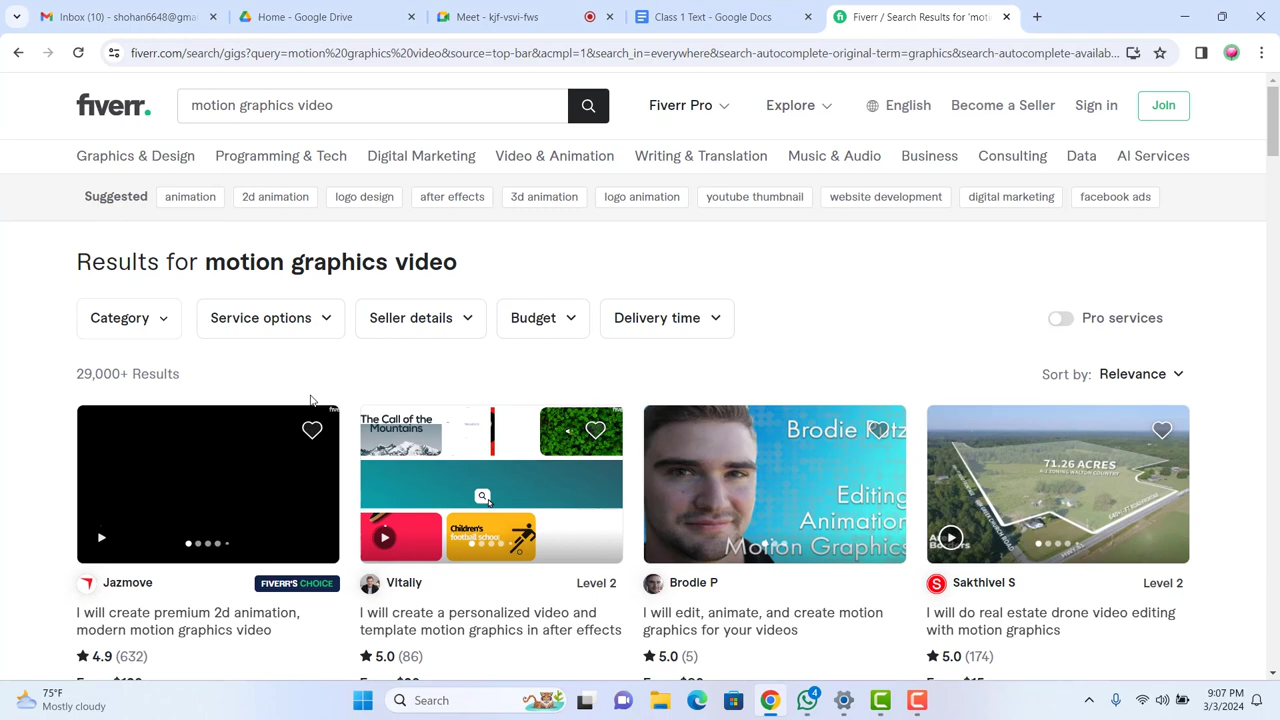 Inbox (10) - shohan6648@gma
Home - Google Drive
Meet - kjf-vsvi-fws
Class 1 Text - Google Docs
Fiverr / Search Results for 'moti
fiverr.com/search/gigs?query=motion%20graphics%20video&source=top-bar&acmpl=1&search_in=everywhere&search-autocomplete-original-term=graphics&search-autocomplete-availab...
fiverr.
motion graphics video
Fiverr Pro
Explore
English
Become a Seller
Sign in
Join
Graphics & Design
Programming & Tech
Digital Marketing
Video & Animation
Writing & Translation
Music & Audio
Business
Consulting
Data
AI Services
Suggested
animation
2d animation
logo design
after effects
3d animation
logo animation
youtube thumbnail
website development
digital marketing
facebook ads
Results for motion graphics video
Category
Service options
Seller details
Budget
Delivery time
Pro services
29,000+ Results
Sort by: Relevance
The Call of the
Mountains
Children's
football school
Brodie Rotz
Editing
Animation
Motion Graphics
71.26 ACRES
Jazmove
FIVERR'S CHOICE
I will create premium 2d animation,
modern motion graphics video
4.9 (632)
Vitaliy
Level 2
I will create a personalized video and
template motion graphics in after effects
5.0 (86)
Brodie P
I will edit, animate, and create motion
graphics for your videos
5.0 (5)
Sakthivel S
Level 2
I will do real estate drone video editing
with motion graphics
5.0 (174)
75°F
Mostly cloudy
Search
4
9:07 PM
3/3/2024